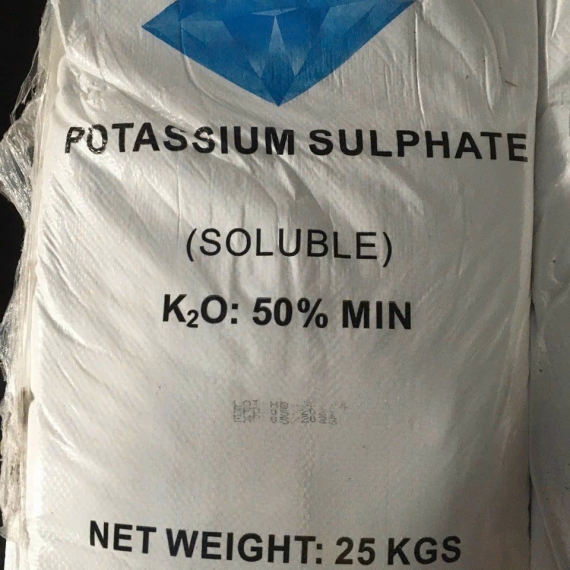 POTASSIUM SULPHATE
(SOLUBLE)
K₂O: 50% MIN
NET WEIGHT: 25 KGS